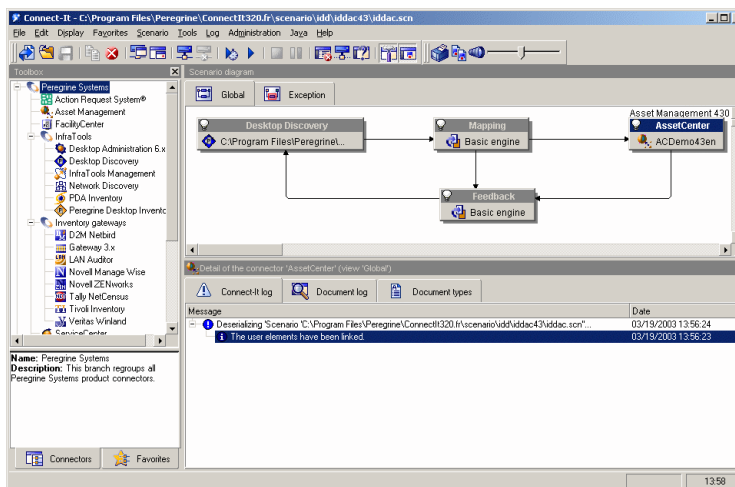 Connect-It - C:\Program Files\Peregrine\ConnectIt320.fr\scenario\idd\iddac43\iddac.scn
File Edit Display Favorites Scenario Tools Log Administration Java Help
Toolbox
Peregrine Systems
Action Request System®
Asset Management
FacilityCenter
InfraTools
Desktop Administration 6.x
Desktop Discovery
InfraTools Management
Network Discovery
PDA Inventory
Peregrine Desktop Invento
Inventory gateways
D2M Netbird
Gateway 3.x
LAN Auditor
Novell Manage Wise
Novell ZENworks
Tally NetCensus
Tivoli Inventory
Veritas Winland
ServiceCenter
Name: Peregrine Systems
Description: This branch regroups all
Peregrine Systems product connectors.
Connectors Favorites
Scenario diagram
Global Exception
Asset Management 430
Desktop Discovery
C:\Program Files\Peregrine\...
Mapping
Basic engine
AssetCenter
ACDemo43en
Feedback
Basic engine
Detail of the connector 'AssetCenter' (view 'Global')
Connect-It log Document log Document types
Message Date
Deserializing 'Scenario 'C:\Program Files\Peregrine\ConnectIt320.fr\scenario\idd\iddac43\iddac.scn''... 03/19/2003 13:56:24
The user elements have been linked. 03/19/2003 13:56:23
13:58